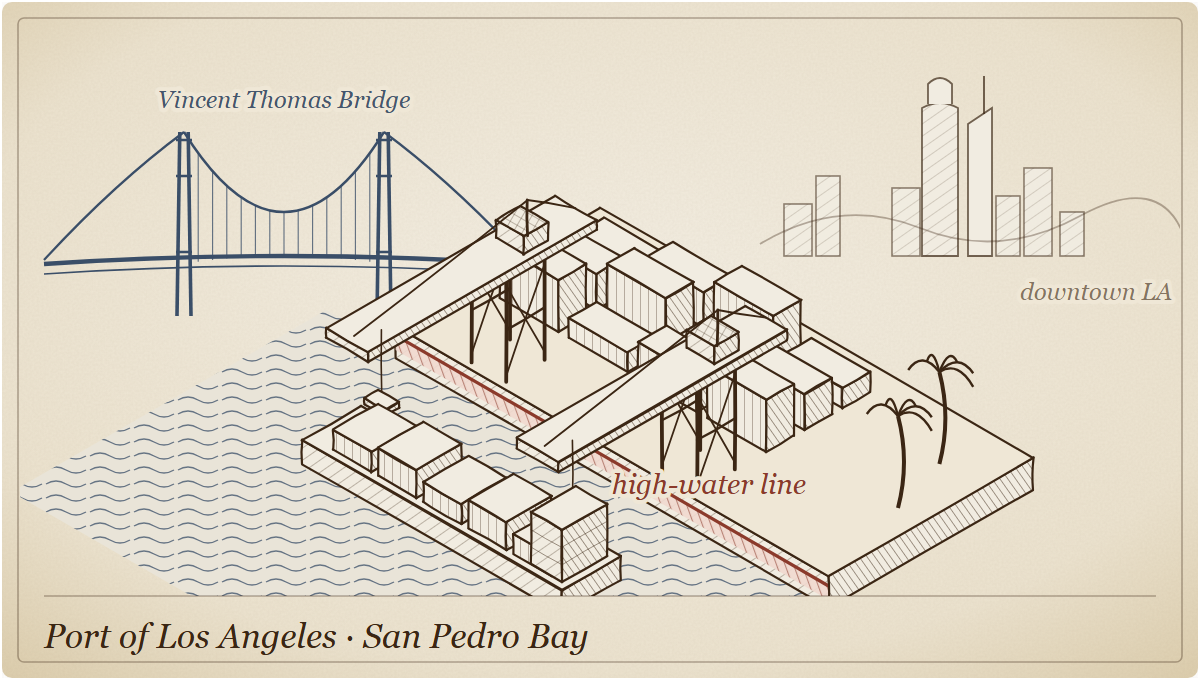 Vincent Thomas Bridge
downtown LA
high-water line
Port of Los Angeles · San Pedro Bay